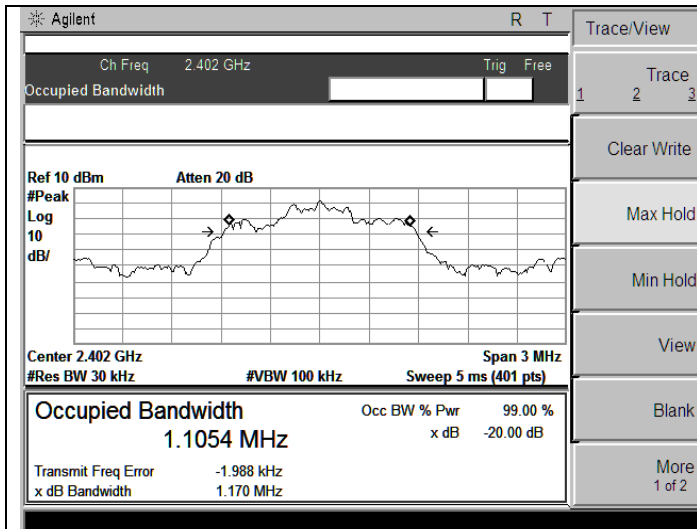 Agilent
R T
Ch Freq 2.402 GHz Trig Free
Occupied Bandwidth
Ref 10 dBm Atten 20 dB
#Peak
Log
10
dB/
Center 2.402 GHz Span 3 MHz
#Res BW 30 kHz #VBW 100 kHz Sweep 5 ms (401 pts)
Occupied Bandwidth
1.1054 MHz
Occ BW % Pwr 99.00 %
x dB -20.00 dB
Transmit Freq Error -1.988 kHz
x dB Bandwidth 1.170 MHz
Trace/View
Trace
1 2 3
Clear Write
Max Hold
Min Hold
View
Blank
More
1 of 2